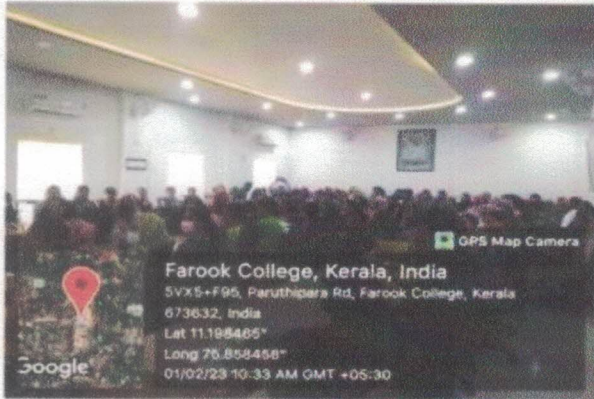 GPS Map Camera
Farook College, Kerala, India
5VX5+F95, Paruthipara Rd, Farook College, Kerala
673632, India
Lat 11.198465°
Long 75.858458°
01/02/23 10:33 AM GMT +05:30
Google